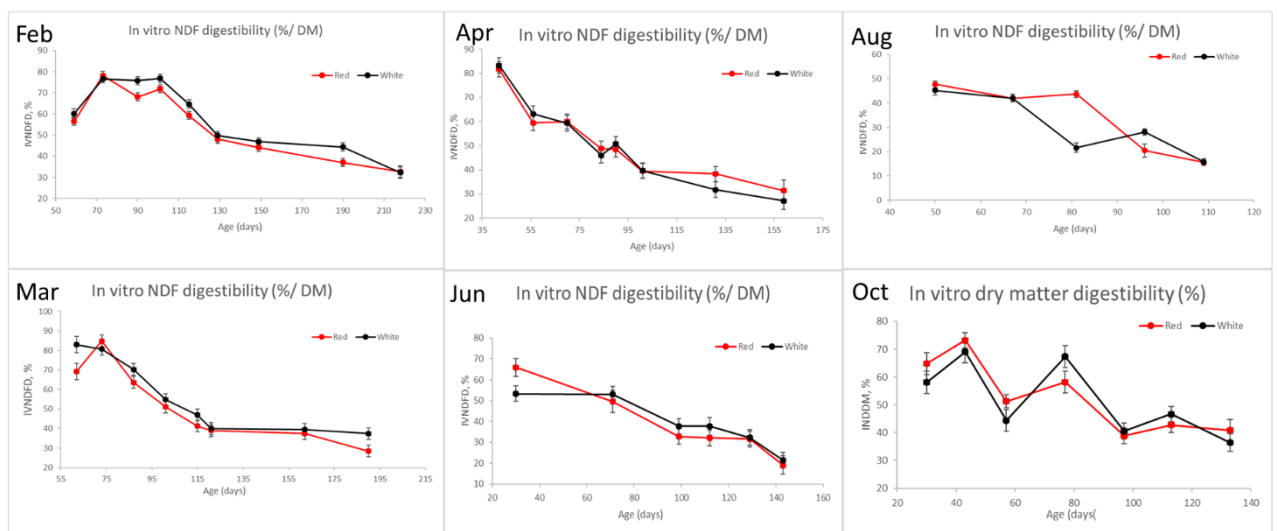 Feb
In vitro NDF digestibility (%/ DM)
Red White
IVNDFD, %
90
80
70
60
50
40
30
20
50 70 90 110 130 150 170 190 210 230
Age (days)
Apr
In vitro NDF digestibility (%/ DM)
Red White
IVNDFD, %
90
80
70
60
50
40
30
20
35 55 75 95 115 135 155 175
Age (days)
Aug
In vitro NDF digestibility (%/ DM)
Red White
IVNDFD, %
60
50
40
30
20
10
0
40 50 60 70 80 90 100 110 120
Age (days)
Mar
In vitro NDF digestibility (%/ DM)
Red White
IVNDFD, %
100
90
80
70
60
50
40
30
20
55 75 95 115 135 155 175 195 215
Age (days)
Jun
In vitro NDF digestibility (%/ DM)
Red White
IVNDFD, %
90
80
70
60
50
40
30
20
10
20 40 60 80 100 120 140 160
Age (days)
Oct
In vitro dry matter digestibility (%)
Red White
INDDM, %
80
70
60
50
40
30
20
20 40 60 80 100 120 140
Age (days(